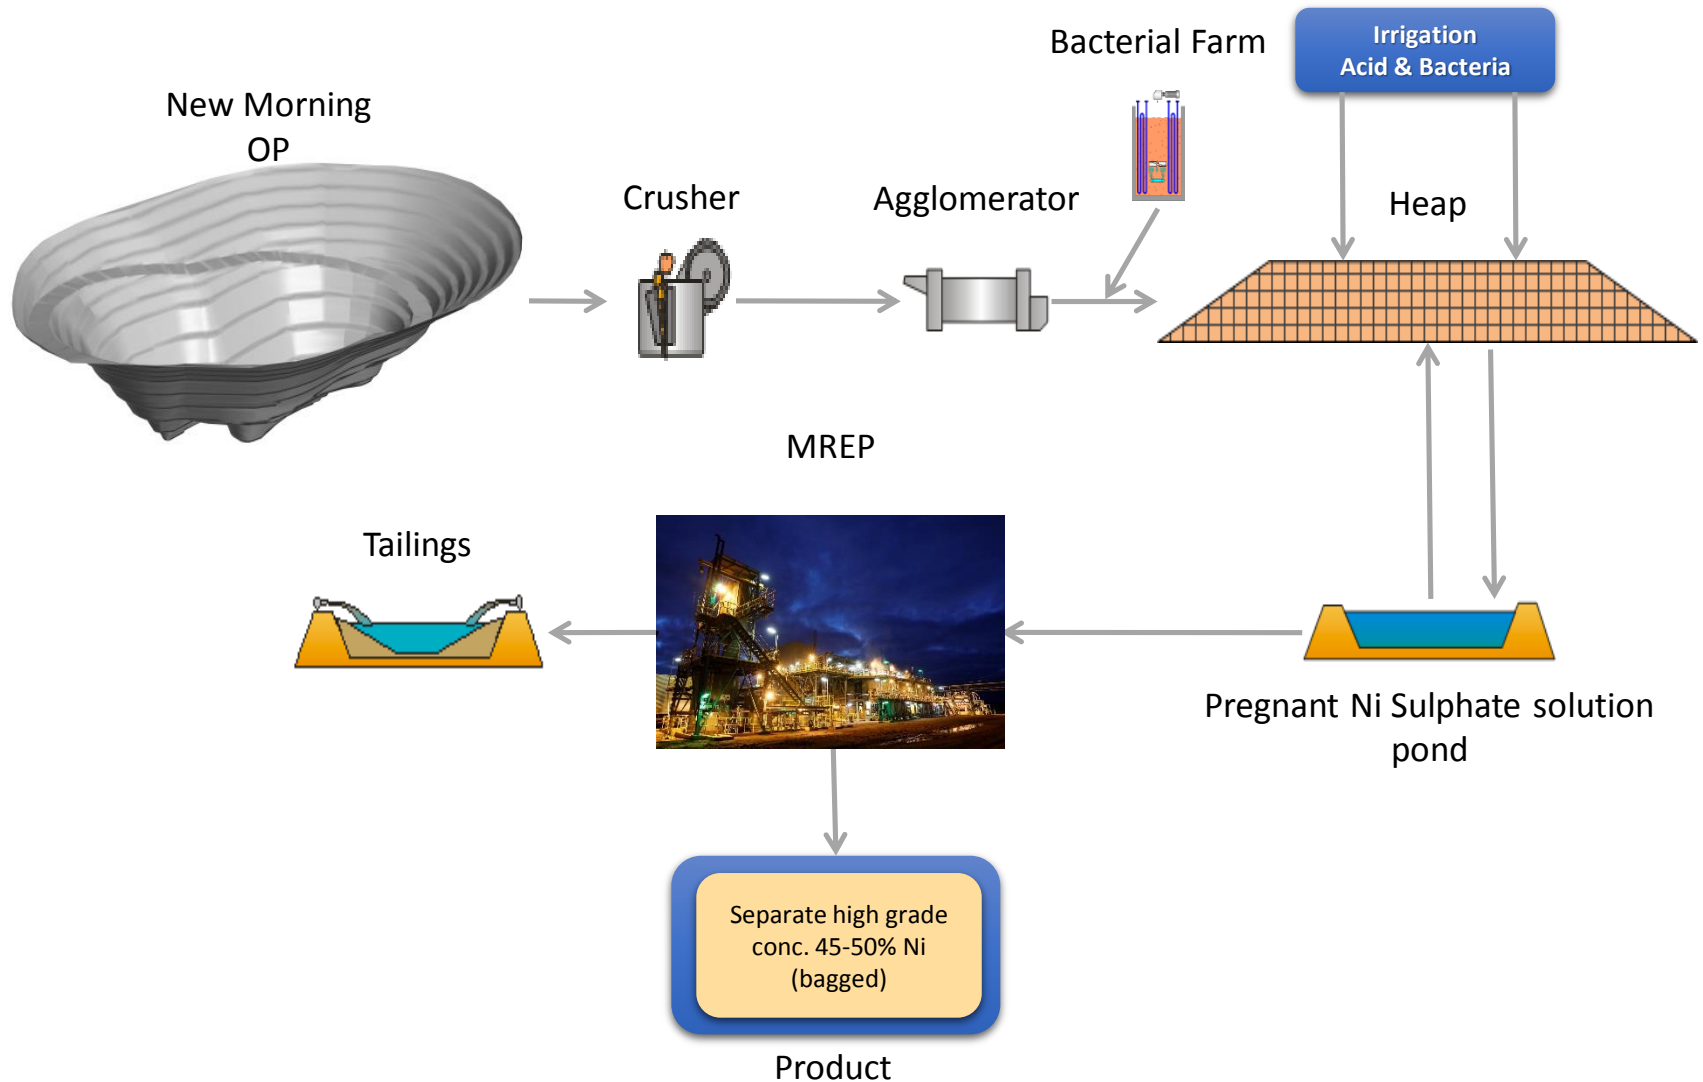 Bacterial Farm
Irrigation
Acid & Bacteria
New Morning
OP
Crusher
Agglomerator
Heap
MREP
Tailings
Pregnant Ni Sulphate solution
pond
Separate high grade
conc. 45-50% Ni
(bagged)
Product